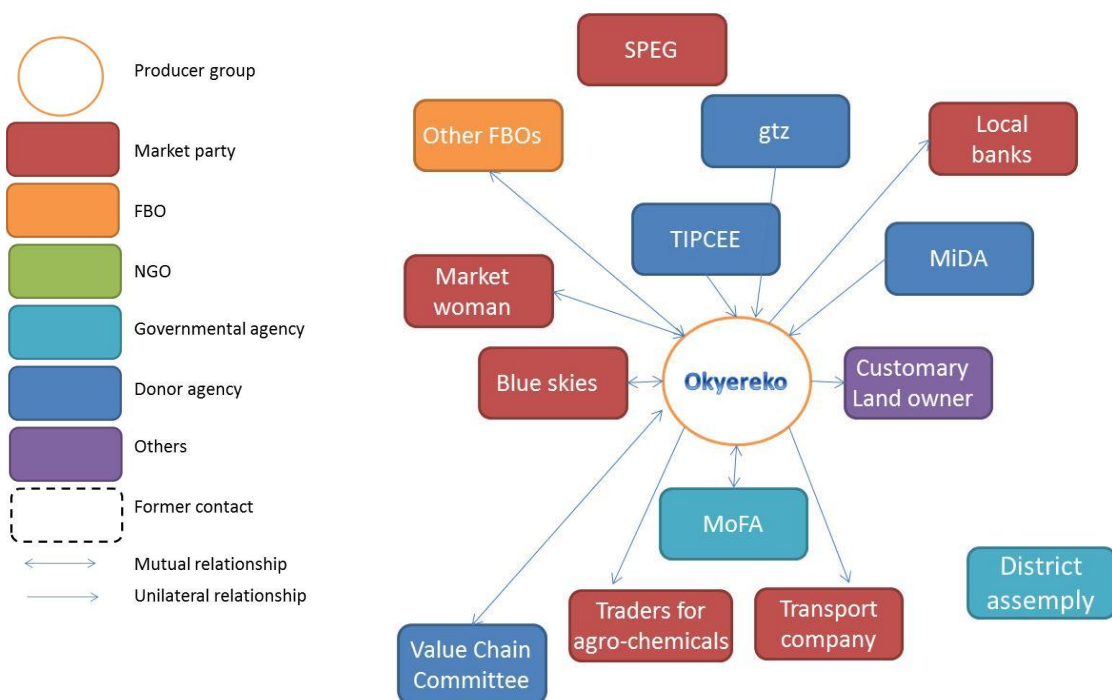 Producer group
Market party
FBO
NGO
Governmental agency
Donor agency
Others
Former contact
Mutual relationship
Unilateral relationship
SPEG
Other FBOs
gtz
Local
banks
TIPCEE
MiDA
Market
woman
Blue skies
Okyereko
Customary
Land owner
MoFA
District
assemply
Traders for
agro-chemicals
Transport
company
Value Chain
Committee